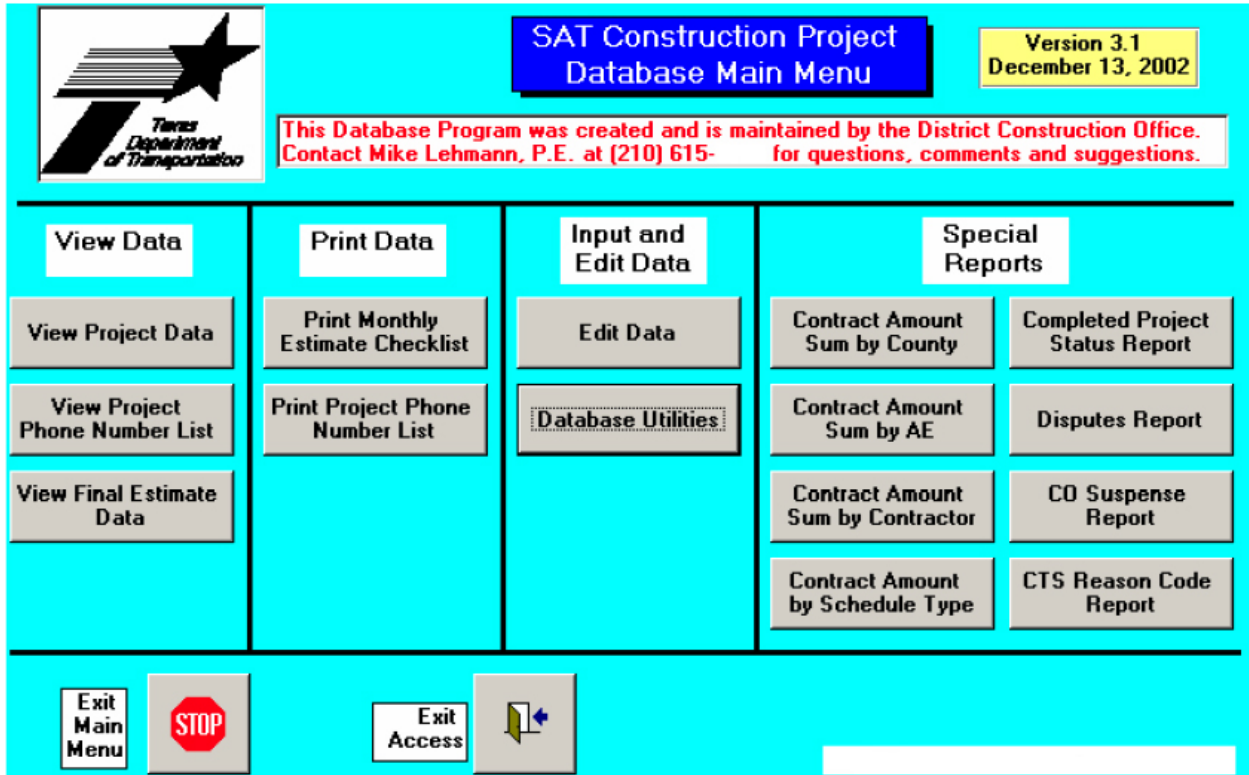 SAT Construction Project
Database Main Menu
Version 3.1
December 13, 2002
Texas
Department
of Transportation
This Database Program was created and is maintained by the District Construction Office.
Contact Mike Lehmann, P.E. at (210) 615- for questions, comments and suggestions.
View Data
View Project Data
View Project
Phone Number List
View Final Estimate
Data
Print Data
Print Monthly
Estimate Checklist
Print Project Phone
Number List
Input and
Edit Data
Edit Data
Database Utilities
Special
Reports
Contract Amount
Sum by County
Contract Amount
Sum by AE
Contract Amount
Sum by Contractor
Contract Amount
by Schedule Type
Completed Project
Status Report
Disputes Report
CO Suspense
Report
CTS Reason Code
Report
Exit
Main
Menu
STOP
Exit
Access